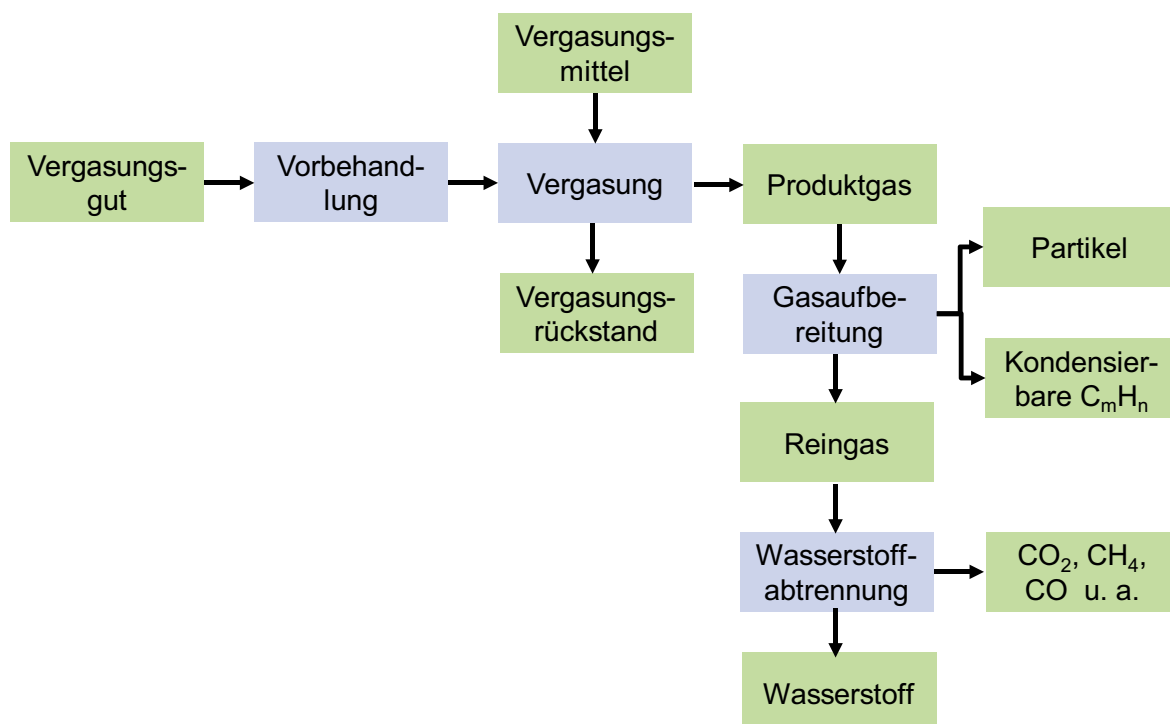 Vergasungs-
mittel
Vergasungs-
gut
Vorbehand-
lung
Vergasung
Produktgas
Vergasungs-
rückstand
Gasaufbe-
reitung
Partikel
Kondensier-
bare CₘHₙ
Reingas
Wasserstoff-
abtrennung
CO₂, CH₄,
CO u. a.
Wasserstoff